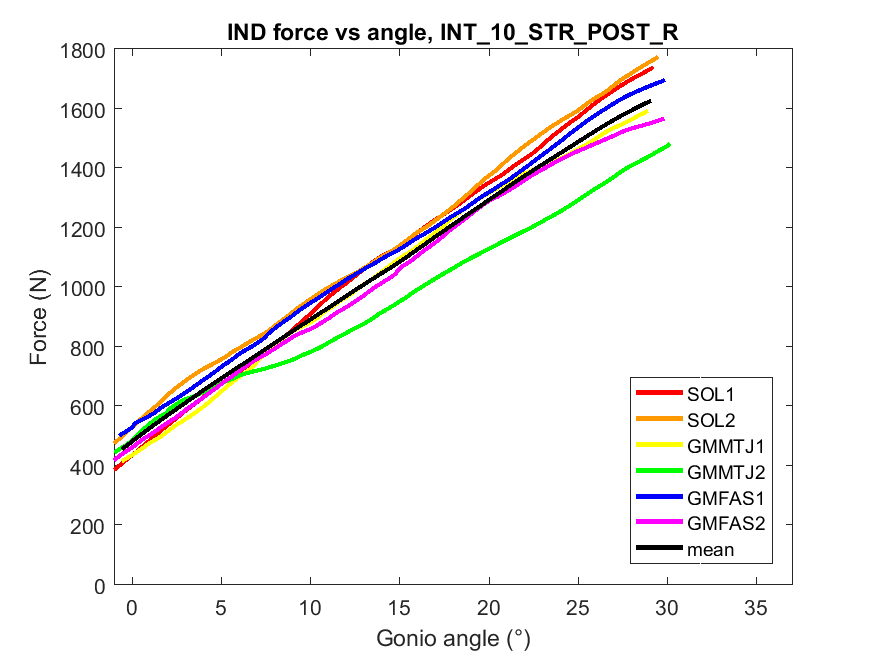 IND force vs angle, INT_10_STR_POST_R
1800
1600
1400
1200
1000
800
600
400
200
0
Force (N)
0 5 10 15 20 25 30 35
Gonio angle (°)
SOL1
SOL2
GMMTJ1
GMMTJ2
GMFAS1
GMFAS2
mean